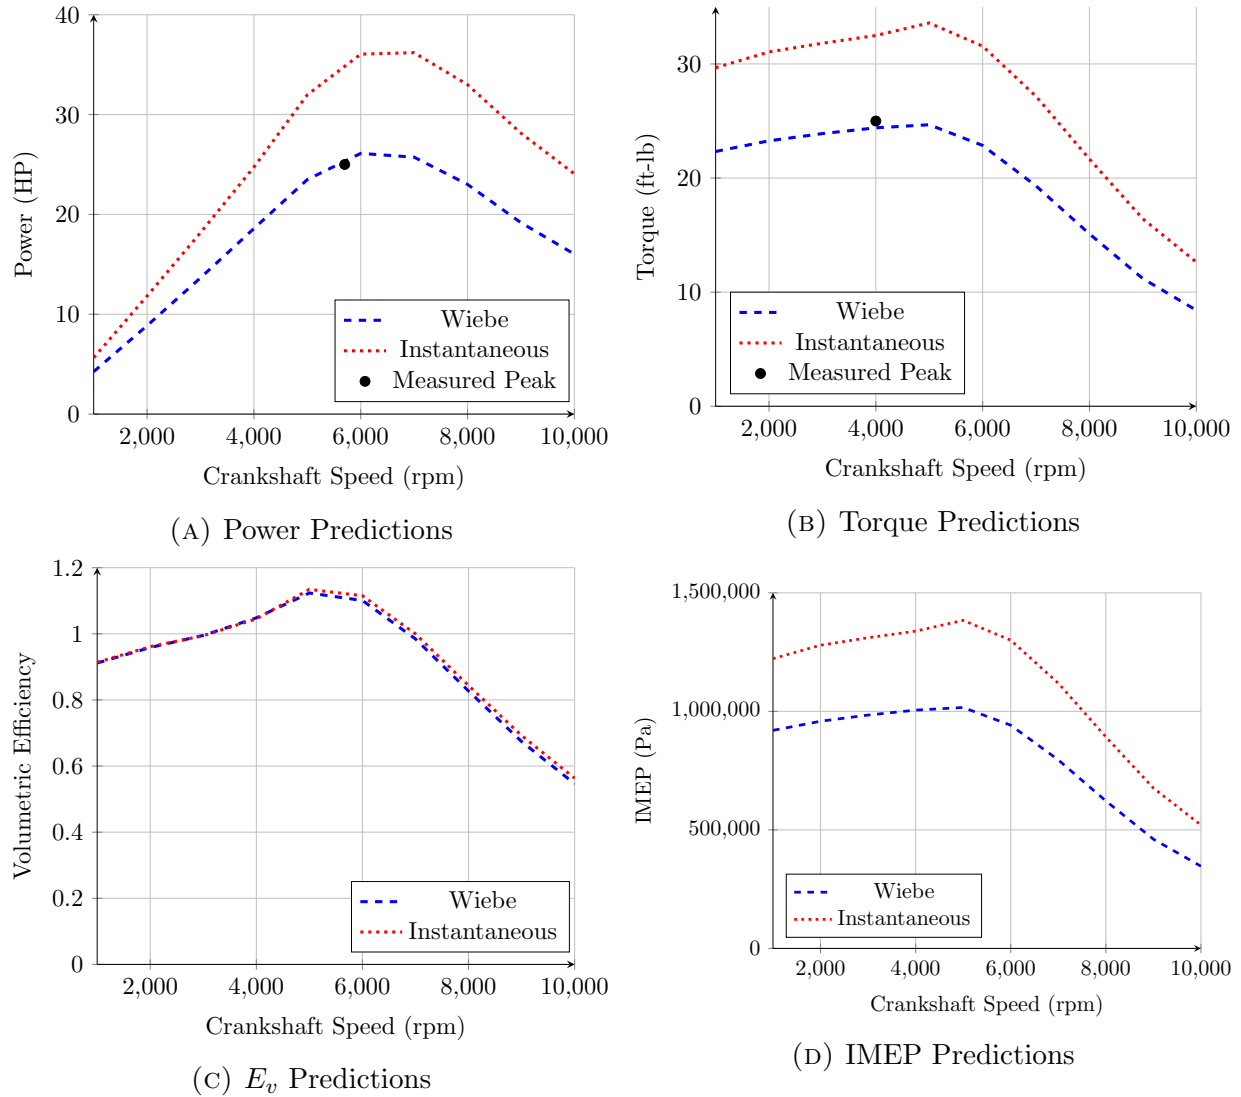 40
30
20
10
0
Power (HP)
Wiebe
Instantaneous
Measured Peak
2,000 4,000 6,000 8,000 10,000
Crankshaft Speed (rpm)
(A) Power Predictions
30
20
10
0
Torque (ft-lb)
Wiebe
Instantaneous
Measured Peak
2,000 4,000 6,000 8,000 10,000
Crankshaft Speed (rpm)
(B) Torque Predictions
1.2
1
0.8
0.6
0.4
0.2
0
Volumetric Efficiency
Wiebe
Instantaneous
2,000 4,000 6,000 8,000 10,000
Crankshaft Speed (rpm)
(C) E_v Predictions
1,500,000
1,000,000
500,000
0
IMEP (Pa)
Wiebe
Instantaneous
2,000 4,000 6,000 8,000 10,000
Crankshaft Speed (rpm)
(D) IMEP Predictions